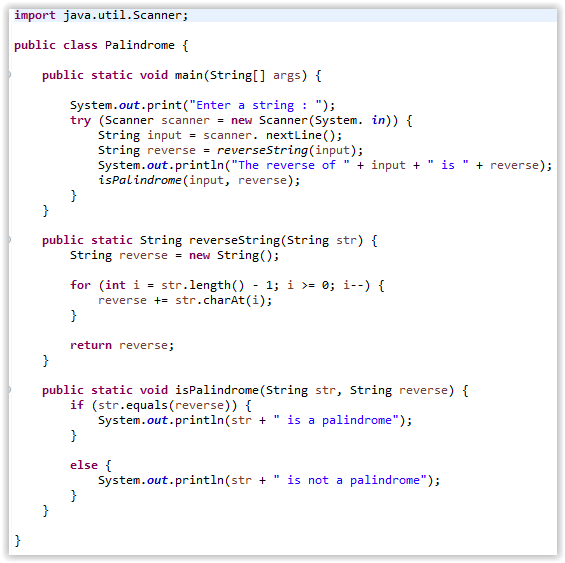 import java.util.Scanner;
public class Palindrome {
public static void main(String[] args) {
System.out.print("Enter a string : ");
try (Scanner scanner = new Scanner(System. in)) {
String input = scanner. nextLine();
String reverse = reverseString(input);
System.out.println("The reverse of " + input + " is " + reverse);
isPalindrome(input, reverse);
}
}
public static String reverseString(String str) {
String reverse = new String();
for (int i = str.length() - 1; i >= 0; i--) {
reverse += str.charAt(i);
}
return reverse;
}
public static void isPalindrome(String str, String reverse) {
if (str.equals(reverse)) {
System.out.println(str + " is a palindrome");
}
else {
System.out.println(str + " is not a palindrome");
}
}
}